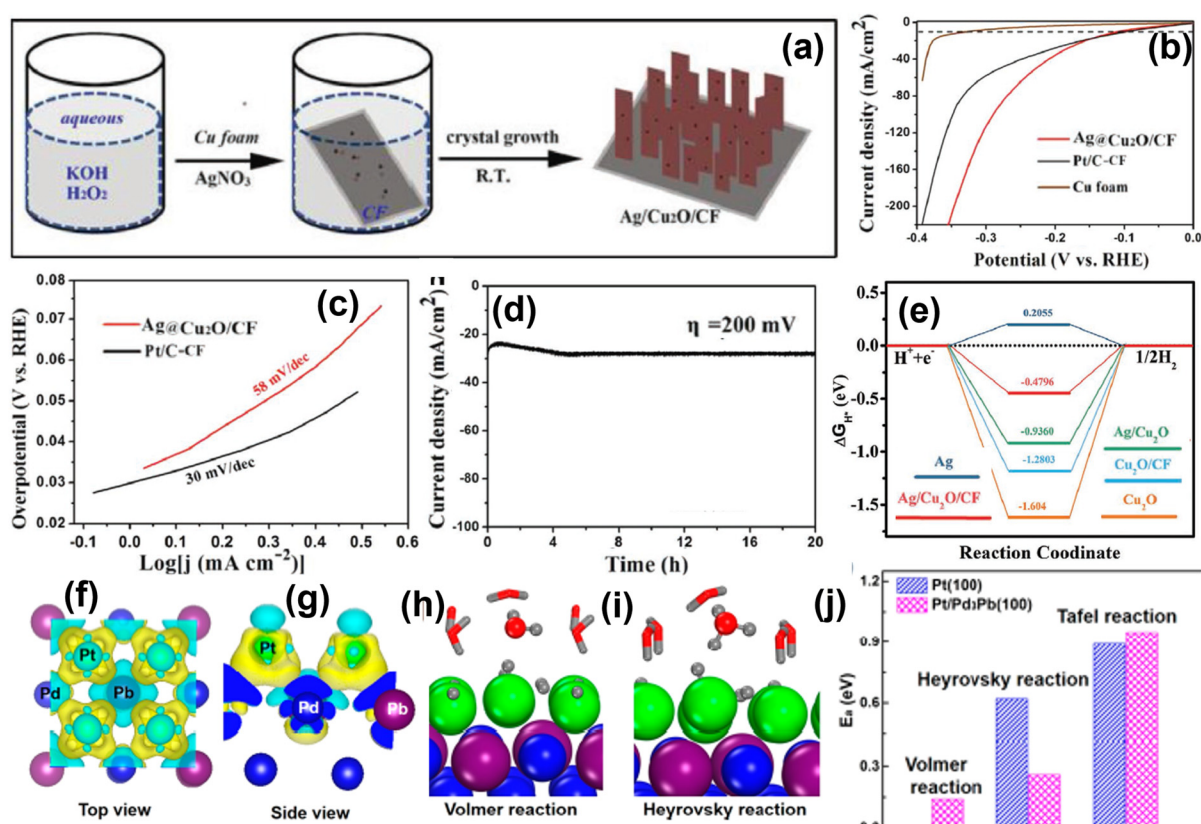 (a)
aqueous
KOH
H₂O₂
Cu foam
AgNO₃
CF
crystal growth
R.T.
Ag/Cu₂O/CF
(b)
Current density (mA/cm²)
0
-40
-80
-120
-160
-200
Ag@Cu₂O/CF
Pt/C-CF
Cu foam
-0.4 -0.3 -0.2 -0.1 0.0
Potential (V vs. RHE)
(c)
Overpotential (V vs. RHE)
0.08
0.07
0.06
0.05
0.04
0.03
0.02
Ag@Cu₂O/CF
Pt/C-CF
58 mV/dec
30 mV/dec
-0.1 0.0 0.1 0.2 0.3 0.4 0.5 0.6
Log[j (mA cm⁻²)]
(d)
Current density (mA/cm²)
0
-20
-40
-60
-80
-100
η =200 mV
0 4 8 12 16 20
Time (h)
(e)
ΔG_H* (eV)
0.5
0.0
-0.5
-1.0
-1.5
0.2055
H⁺+e⁻
1/2H₂
-0.4796
-0.9360
-1.2803
-1.604
Ag
Ag/Cu₂O/CF
Ag/Cu₂O
Cu₂O/CF
Cu₂O
Reaction Coodinate
(f)
Pt
Pd
Pb
Top view
(g)
Pt
Pd
Pb
Side view
(h)
Volmer reaction
(i)
Heyrovsky reaction
(j)
Eₐ (eV)
1.2
0.9
0.6
0.3
Pt(100)
Pt/Pd₃Pb(100)
Tafel reaction
Heyrovsky reaction
Volmer
reaction